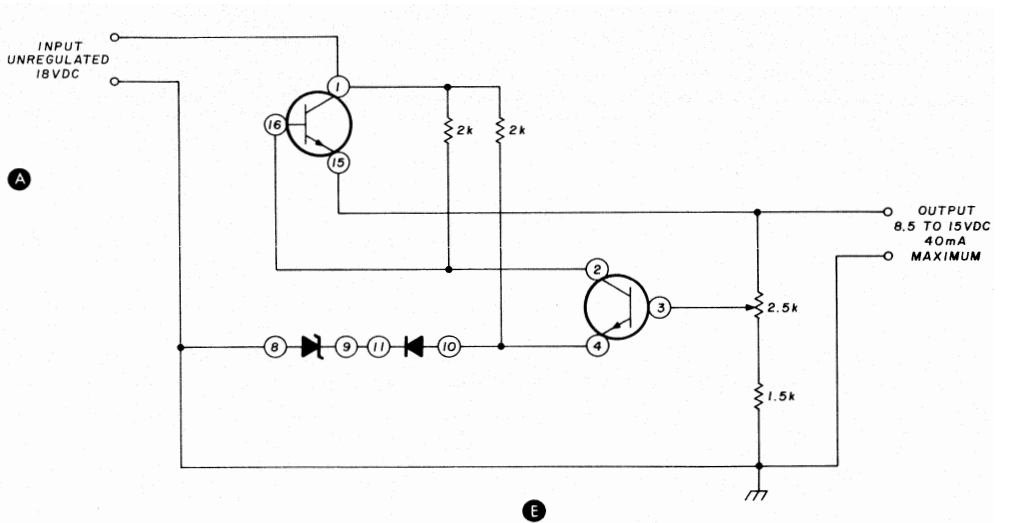 INPUT
UNREGULATED
18VDC
1
16
2k
2k
15
A
OUTPUT
8.5 TO 15VDC
40mA
MAXIMUM
2
3
2.5k
8
9
11
10
4
1.5k
E